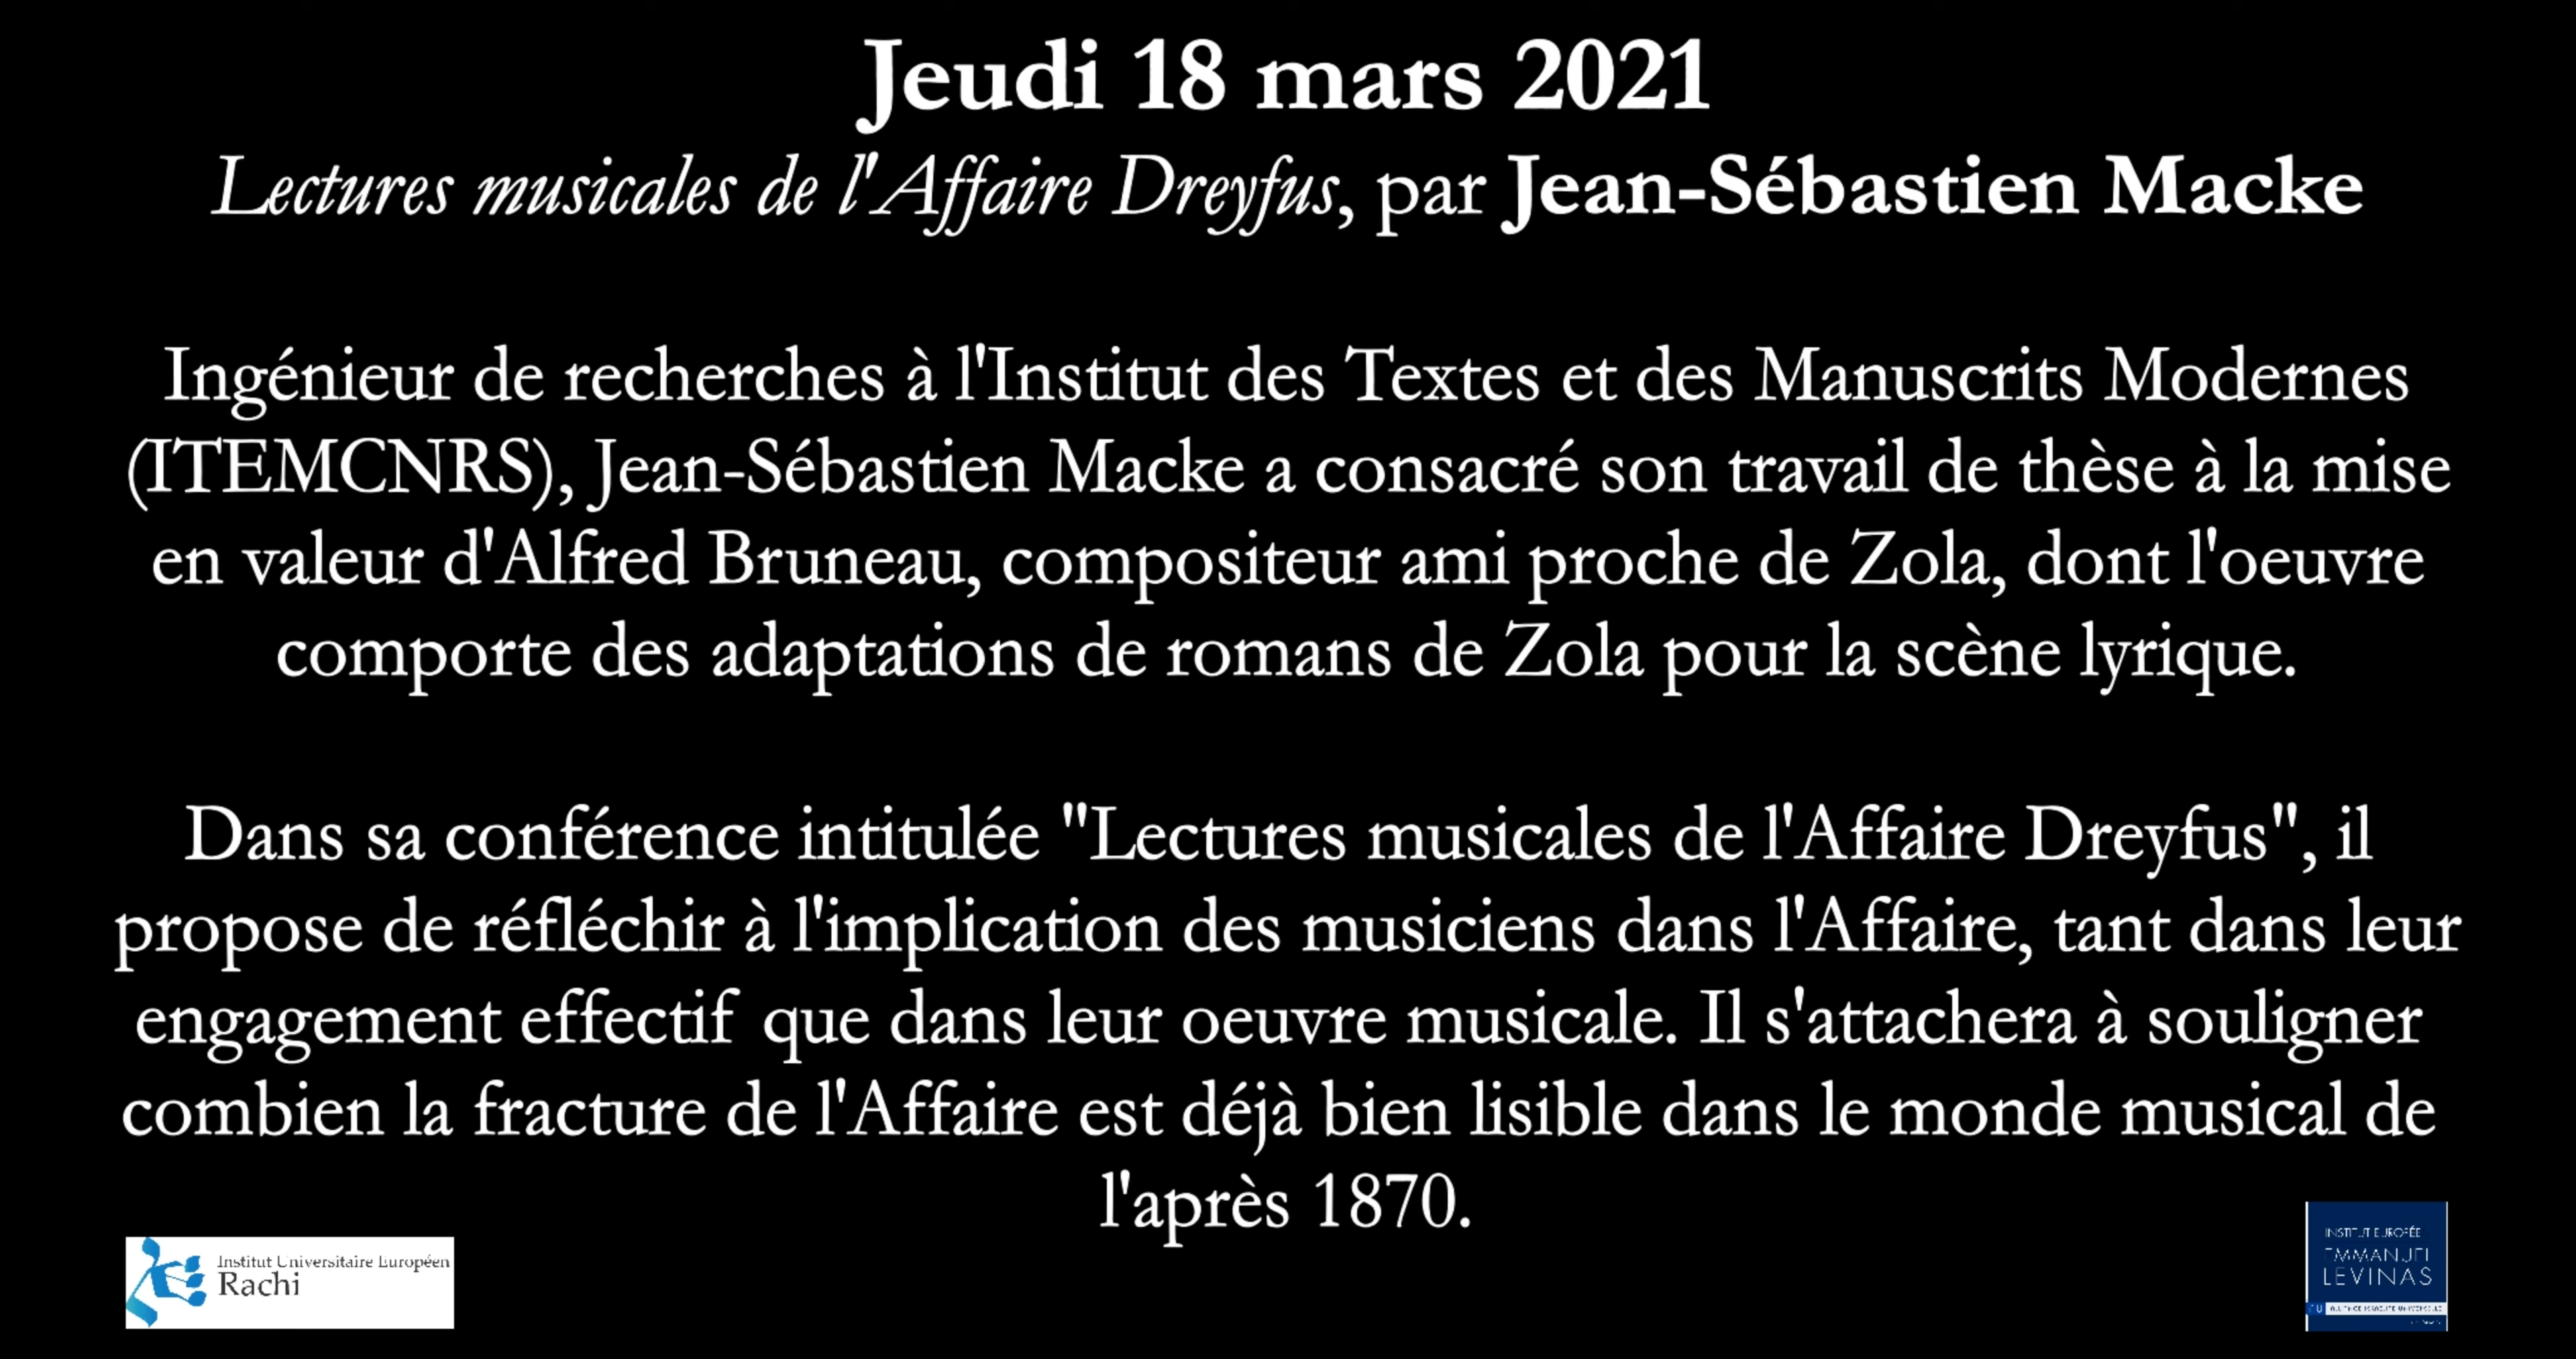 Jeudi 18 mars 2021
Lectures musicales de l'Affaire Dreyfus, par Jean-Sébastien Macke
Ingénieur de recherches à l'Institut des Textes et des Manuscrits Modernes
(ITEMCNRS), Jean-Sébastien Macke a consacré son travail de thèse à la mise
en valeur d'Alfred Bruneau, compositeur ami proche de Zola, dont l'oeuvre
comporte des adaptations de romans de Zola pour la scène lyrique.
Dans sa conférence intitulée "Lectures musicales de l'Affaire Dreyfus", il
propose de réfléchir à l'implication des musiciens dans l'Affaire, tant dans leur
engagement effectif que dans leur oeuvre musicale. Il s'attachera à souligner
combien la fracture de l'Affaire est déjà bien lisible dans le monde musical de
l'après 1870.
Institut Universitaire Européen
Rachi
INSTITUT EUROPÉE
EMMANUEL
LEVINAS
ALLIANCE ISRAELITE UNIVERSELLE